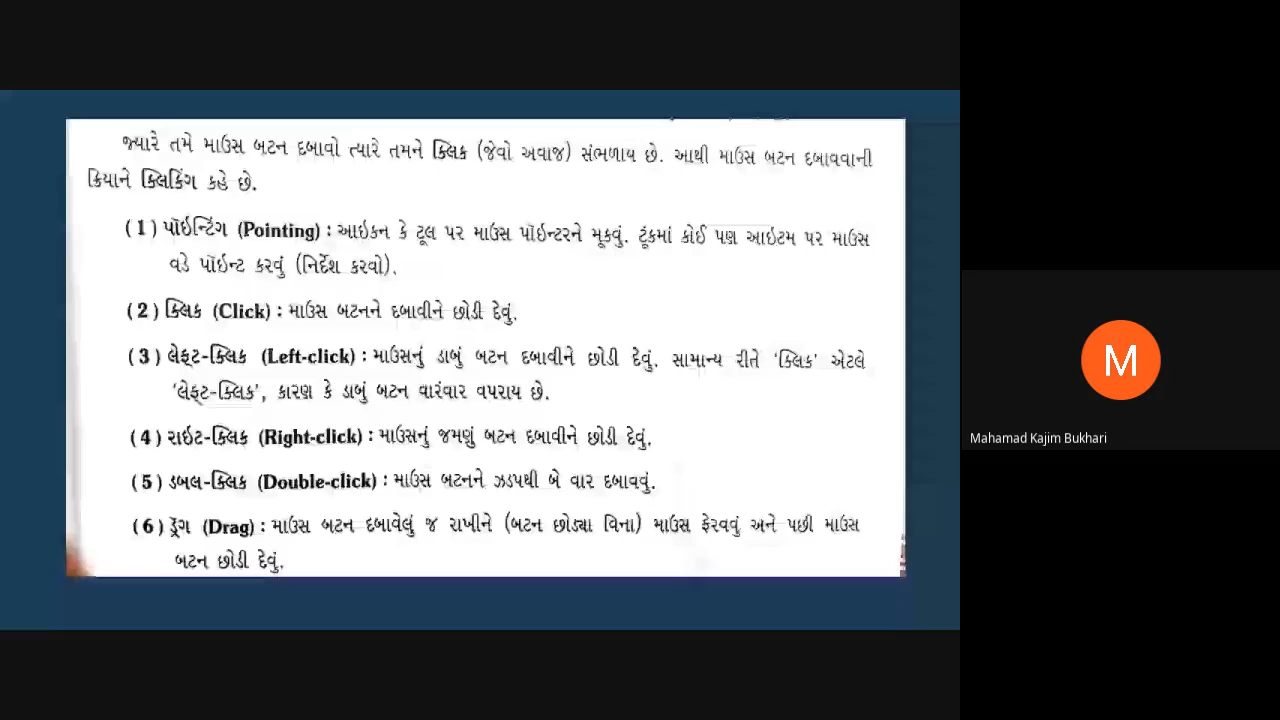 જ્યારે તમે માઉસ બટન દબાવો ત્યારે તમને ક્લિક (જેવો અવાજ) સંભળાય છે. આથી માઉસ બટન દબાવવાની
ક્રિયાને ક્લિકિંગ કહે છે.
(1) પૉઇન્ટિંગ (Pointing) : આઇકન કે ટૂલ પર માઉસ પૉઇન્ટરને મૂકવું. ટૂંકમાં કોઈ પણ આઇટમ પર માઉસ
વડે પૉઇન્ટ કરવું (નિર્દેશ કરવો).
(2) ક્લિક (Click) : માઉસ બટનને દબાવીને છોડી દેવું.
(3) લેફ્ટ-ક્લિક (Left-click) : માઉસનું ડાબું બટન દબાવીને છોડી દેવું. સામાન્ય રીતે ‘ક્લિક’ એટલે
‘લેફ્ટ-ક્લિક’, કારણ કે ડાબું બટન વારંવાર વપરાય છે.
(4) રાઇટ-ક્લિક (Right-click) : માઉસનું જમણું બટન દબાવીને છોડી દેવું.
(5) ડબલ-ક્લિક (Double-click) : માઉસ બટનને ઝડપથી બે વાર દબાવવું.
(6) ડ્રૅગ (Drag) : માઉસ બટન દબાવેલું જ રાખીને (બટન છોડ્યા વિના) માઉસ ફેરવવું અને પછી માઉસ
બટન છોડી દેવું.
M
Mahamad Kajim Bukhari